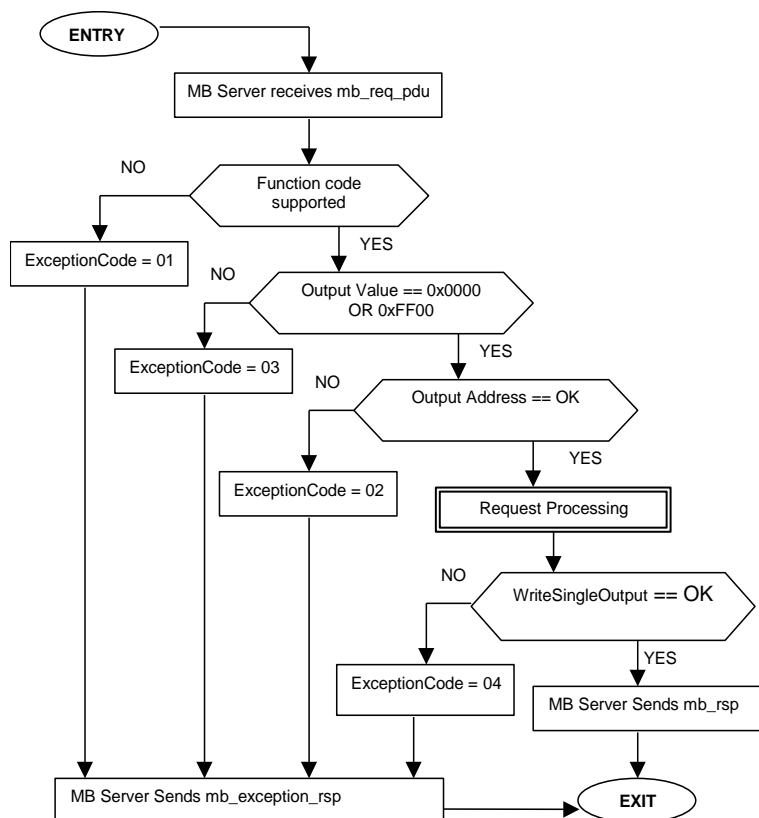 ENTRY
MB Server receives mb_req_pdu
NO
Function code
supported
YES
ExceptionCode = 01
NO
Output Value == 0x0000
OR 0xFF00
YES
ExceptionCode = 03
NO
Output Address == OK
YES
ExceptionCode = 02
Request Processing
NO
WriteSingleOutput == OK
YES
ExceptionCode = 04
MB Server Sends mb_rsp
MB Server Sends mb_exception_rsp
EXIT